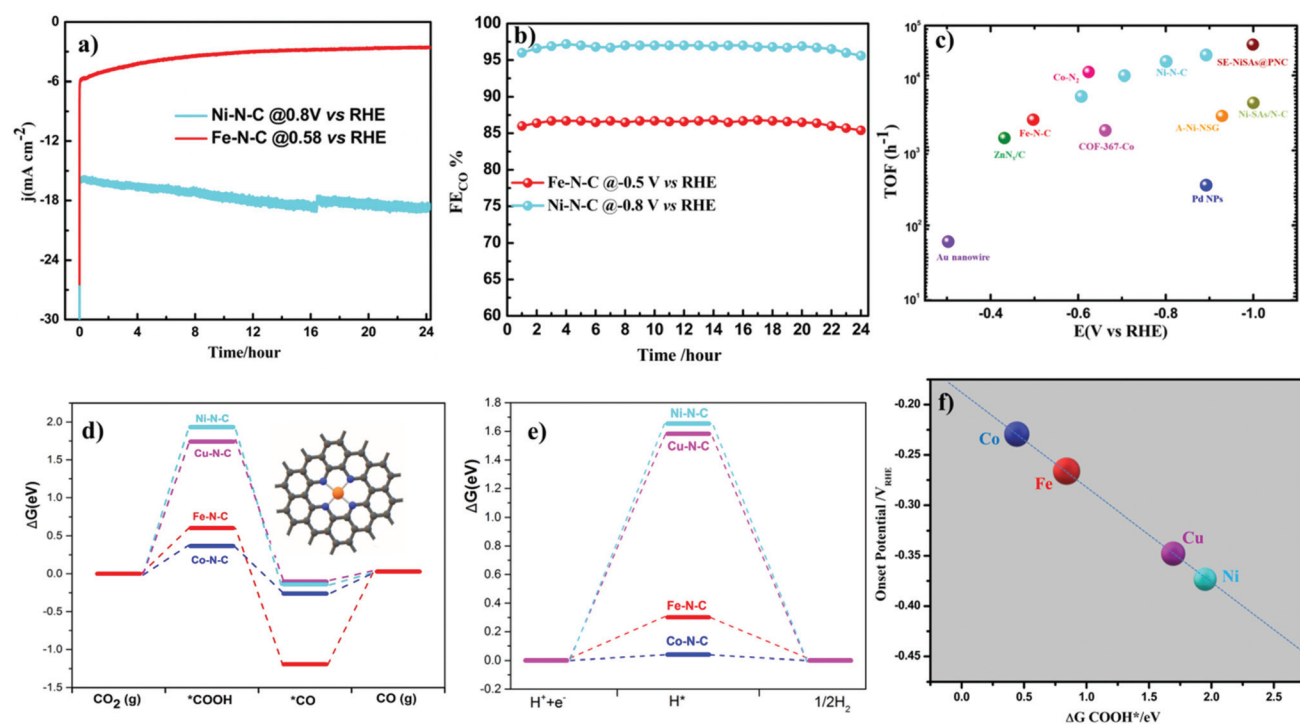 a)
j(mA cm⁻²)
0
-6
-12
-18
-24
-30
Ni-N-C @0.8V vs RHE
Fe-N-C @0.58 vs RHE
0 4 8 12 16 20 24
Time/hour
b)
FE_CO %
100
95
90
85
80
75
70
65
60
Fe-N-C @-0.5 V vs RHE
Ni-N-C @-0.8 V vs RHE
0 2 4 6 8 10 12 14 16 18 20 22 24
Time /hour
c)
TOF (h⁻¹)
10⁵
10⁴
10³
10²
10¹
SE-NiSAs@PNC
Co-N₂
Ni-N-C
Fe-N-C
A-Ni-NSG
Ni-SAs/N-C
ZnNₓ/C
COF-367-Co
Pd NPs
Au nanowire
-0.4 -0.6 -0.8 -1.0
E(V vs RHE)
d)
ΔG(eV)
2.0
1.5
1.0
0.5
0.0
-0.5
-1.0
-1.5
Ni-N-C
Cu-N-C
Fe-N-C
Co-N-C
CO₂ (g) *COOH *CO CO (g)
e)
ΔG(eV)
1.8
1.6
1.4
1.2
1.0
0.8
0.6
0.4
0.2
0.0
-0.2
Ni-N-C
Cu-N-C
Fe-N-C
Co-N-C
H⁺+e⁻ H* 1/2H₂
f)
Onset Potential /V_RHE
-0.20
-0.25
-0.30
-0.35
-0.40
-0.45
Co
Fe
Cu
Ni
0.0 0.5 1.0 1.5 2.0 2.5
ΔG COOH*/eV